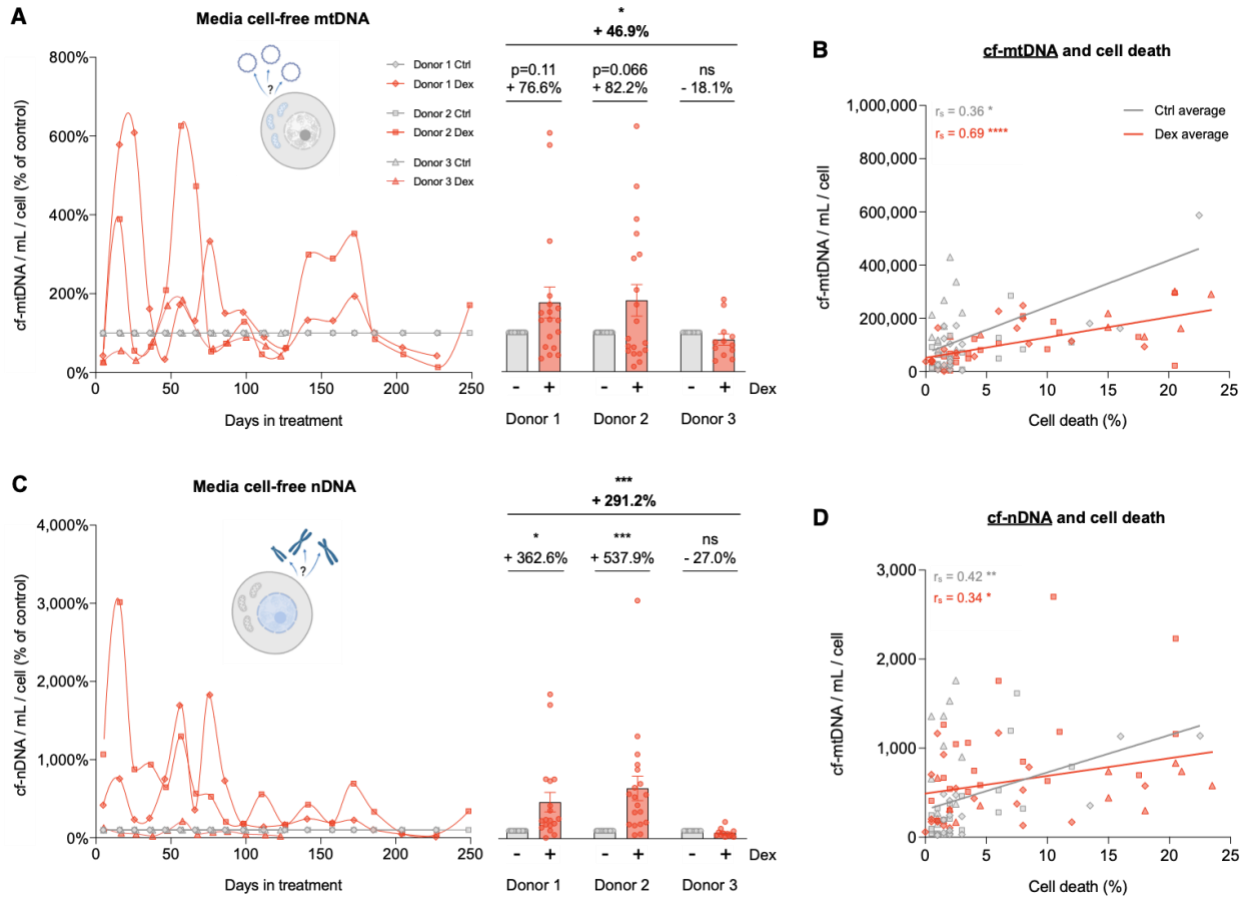 A
Media cell-free mtDNA
*
+ 46.9%
cf-mtDNA / mL / cell (% of control)
800%
600%
400%
200%
0%
?
Donor 1 Ctrl
Donor 1 Dex
Donor 2 Ctrl
Donor 2 Dex
Donor 3 Ctrl
Donor 3 Dex
0 50 100 150 200 250
Days in treatment
p=0.11 p=0.066 ns
+ 76.6% + 82.2% - 18.1%
- + - + - + Dex
Donor 1 Donor 2 Donor 3
B
cf-mtDNA and cell death
cf-mtDNA / mL / cell
1,000,000
800,000
600,000
400,000
200,000
0
rs = 0.36 *
rs = 0.69 ****
Ctrl average
Dex average
0 5 10 15 20 25
Cell death (%)
C
Media cell-free nDNA
***
+ 291.2%
cf-nDNA / mL / cell (% of control)
4,000%
3,000%
2,000%
1,000%
0%
?
0 50 100 150 200 250
Days in treatment
* *** ns
+ 362.6% + 537.9% - 27.0%
- + - + - + Dex
Donor 1 Donor 2 Donor 3
D
cf-nDNA and cell death
cf-mtDNA / mL / cell
3,000
2,000
1,000
0
rs = 0.42 **
rs = 0.34 *
0 5 10 15 20 25
Cell death (%)